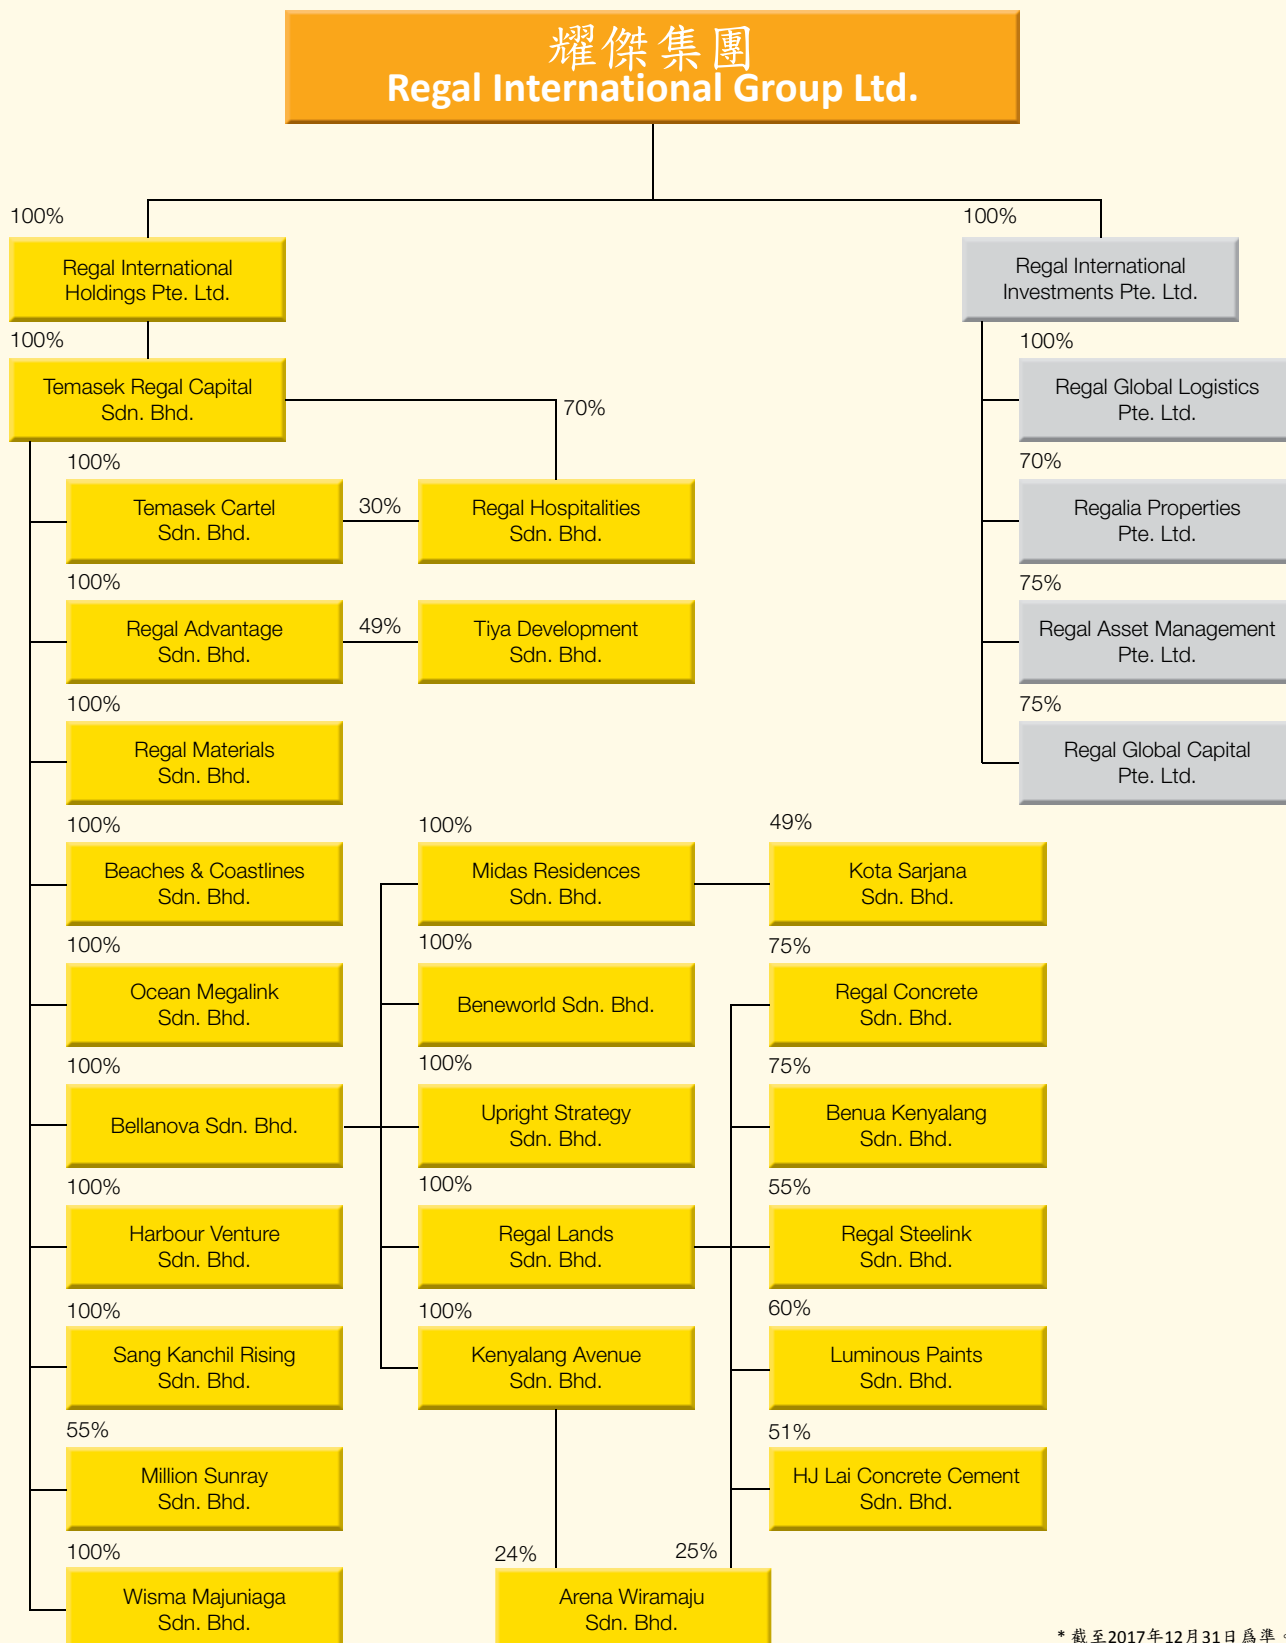 耀傑集團
Regal International Group Ltd.
100%
100%
Regal International
Holdings Pte. Ltd.
Regal International
Investments Pte. Ltd.
100%
Temasek Regal Capital
Sdn. Bhd.
70%
100%
Regal Global Logistics
Pte. Ltd.
100%
Temasek Cartel
Sdn. Bhd.
30%
Regal Hospitalities
Sdn. Bhd.
70%
Regalia Properties
Pte. Ltd.
100%
Regal Advantage
Sdn. Bhd.
49%
Tiya Development
Sdn. Bhd.
75%
Regal Asset Management
Pte. Ltd.
100%
Regal Materials
Sdn. Bhd.
75%
Regal Global Capital
Pte. Ltd.
100%
Beaches & Coastlines
Sdn. Bhd.
100%
Midas Residences
Sdn. Bhd.
49%
Kota Sarjana
Sdn. Bhd.
100%
Ocean Megalink
Sdn. Bhd.
100%
Beneworld Sdn. Bhd.
75%
Regal Concrete
Sdn. Bhd.
100%
Bellanova Sdn. Bhd.
100%
Upright Strategy
Sdn. Bhd.
75%
Benua Kenyalang
Sdn. Bhd.
100%
Harbour Venture
Sdn. Bhd.
100%
Regal Lands
Sdn. Bhd.
55%
Regal Steelink
Sdn. Bhd.
100%
Sang Kanchil Rising
Sdn. Bhd.
100%
Kenyalang Avenue
Sdn. Bhd.
60%
Luminous Paints
Sdn. Bhd.
55%
Million Sunray
Sdn. Bhd.
51%
HJ Lai Concrete Cement
Sdn. Bhd.
100%
Wisma Majuniaga
Sdn. Bhd.
24%
25%
Arena Wiramaju
Sdn. Bhd.
* 截至2017年12月31日爲準。